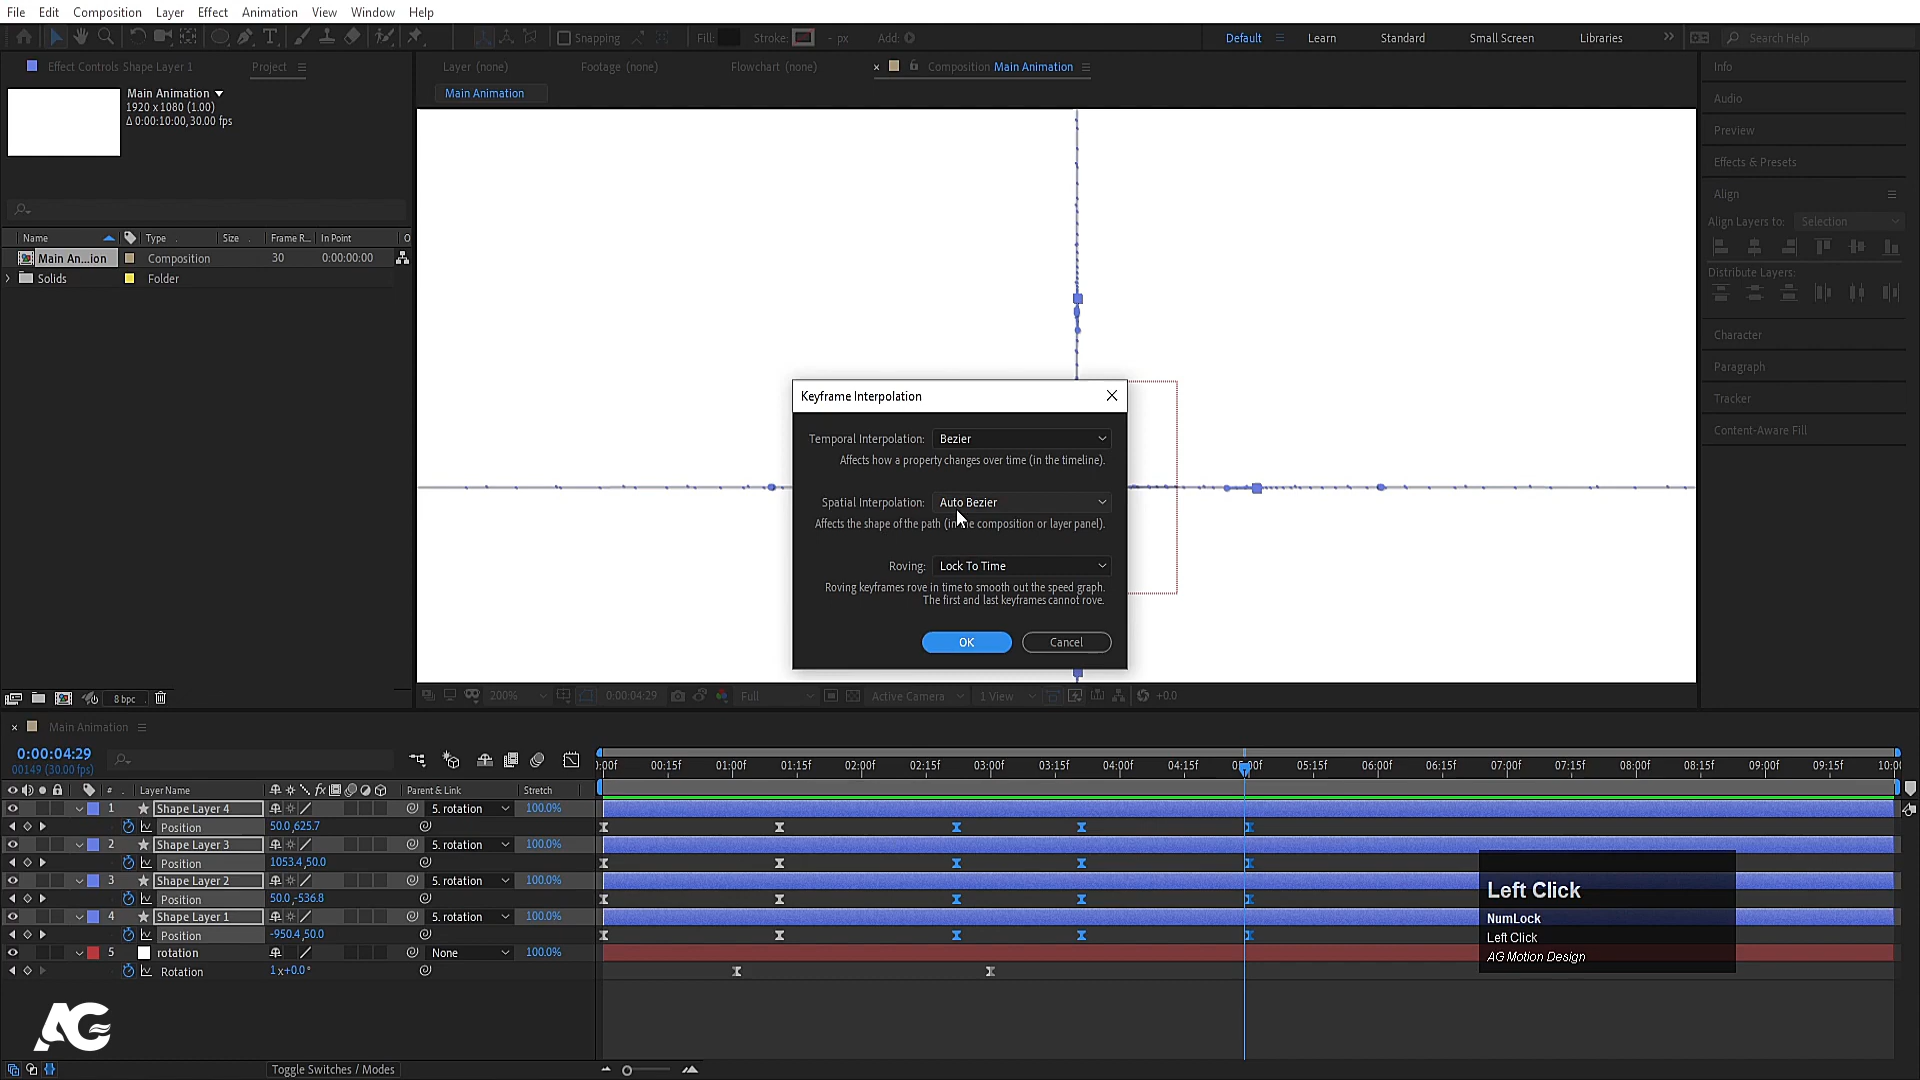 File Edit Composition Layer Effect Animation View Window Help
Snapping Fill: Stroke: - px Add: Default Learn Standard Small Screen Libraries Search Help
Effect Controls Shape Layer 1 Project
Layer (none) Footage (none) Flowchart (none) Composition Main Animation
Main Animation
Main Animation
1920 x 1080 (1.00)
Δ 0:00:10:00, 30.00 fps
Name Type Size Frame R... In Point O
Main An...ion Composition 30 0:00:00:00
Solids Folder
8 bpc
Info
Audio
Preview
Effects & Presets
Align
Align Layers to: Selection
Distribute Layers:
Character
Paragraph
Tracker
Content-Aware Fill
Keyframe Interpolation
Temporal Interpolation: Bezier
Affects how a property changes over time (in the timeline).
Spatial Interpolation: Auto Bezier
Affects the shape of the path (in the composition or layer panel).
Roving: Lock To Time
Roving keyframes rove in time to smooth out the speed graph.
The first and last keyframes cannot rove.
OK Cancel
200% 0:00:04:29 Full Active Camera 1 View +0.0
Main Animation
0:00:04:29
00149 (30.00 fps)
# Layer Name Parent & Link Stretch
:00f 00:15f 01:00f 01:15f 02:00f 02:15f 03:00f 03:15f 04:00f 04:15f 05:15f 06:00f 06:15f 07:00f 07:15f 08:00f 08:15f 09:00f 09:15f 10:00
1 Shape Layer 4 5. rotation 100.0%
Position 50.0,625.7
2 Shape Layer 3 5. rotation 100.0%
Position 1053.4,50.0
3 Shape Layer 2 5. rotation 100.0%
Position 50.0,-536.8
4 Shape Layer 1 5. rotation 100.0%
Position -950.4,50.0
5 rotation None 100.0%
Rotation 1x+0.0°
Left Click
NumLock
Left Click
AG Motion Design
AG
Toggle Switches / Modes